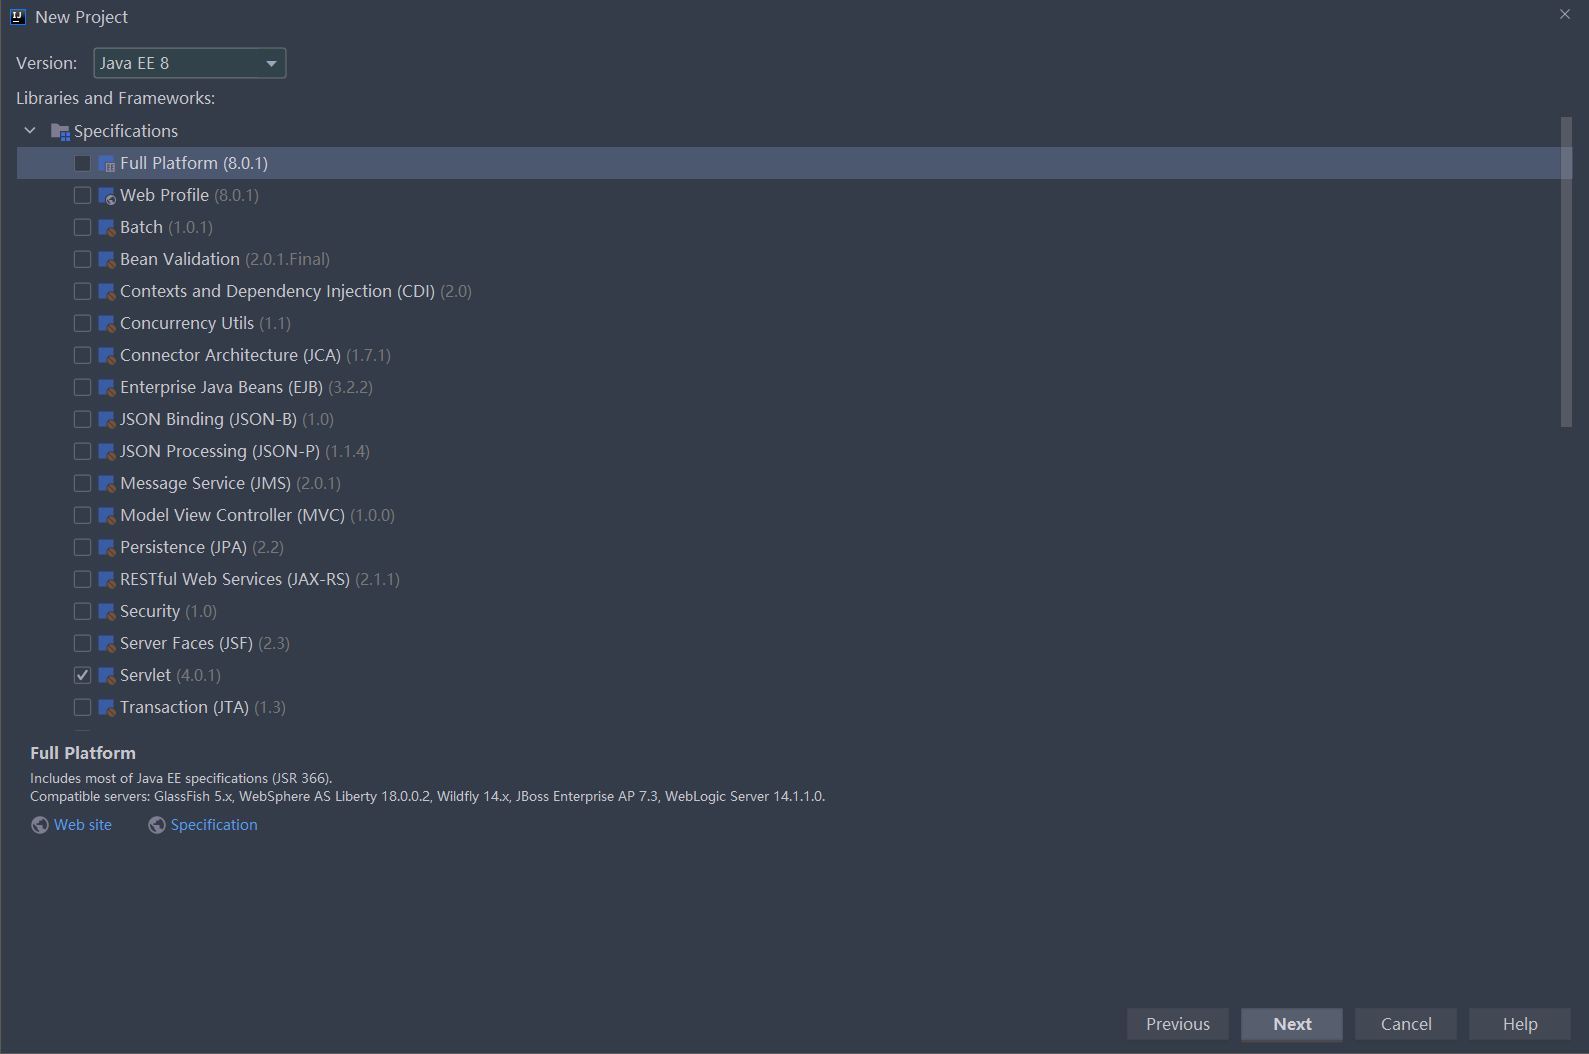 New Project
Version: Java EE 8
Libraries and Frameworks:
Specifications
Full Platform (8.0.1)
Web Profile (8.0.1)
Batch (1.0.1)
Bean Validation (2.0.1.Final)
Contexts and Dependency Injection (CDI) (2.0)
Concurrency Utils (1.1)
Connector Architecture (JCA) (1.7.1)
Enterprise Java Beans (EJB) (3.2.2)
JSON Binding (JSON-B) (1.0)
JSON Processing (JSON-P) (1.1.4)
Message Service (JMS) (2.0.1)
Model View Controller (MVC) (1.0.0)
Persistence (JPA) (2.2)
RESTful Web Services (JAX-RS) (2.1.1)
Security (1.0)
Server Faces (JSF) (2.3)
Servlet (4.0.1)
Transaction (JTA) (1.3)
Full Platform
Includes most of Java EE specifications (JSR 366).
Compatible servers: GlassFish 5.x, WebSphere AS Liberty 18.0.0.2, Wildfly 14.x, JBoss Enterprise AP 7.3, WebLogic Server 14.1.1.0.
Web site Specification
Previous Next Cancel Help